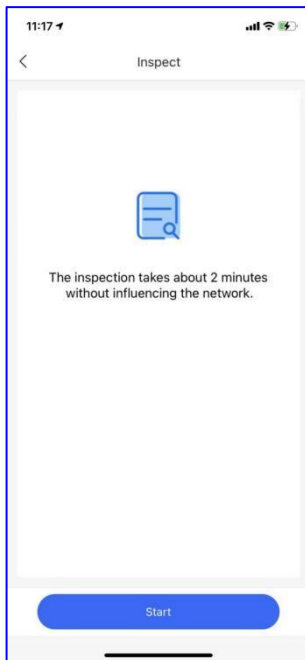 11:17
Inspect
The inspection takes about 2 minutes
without influencing the network.
Start